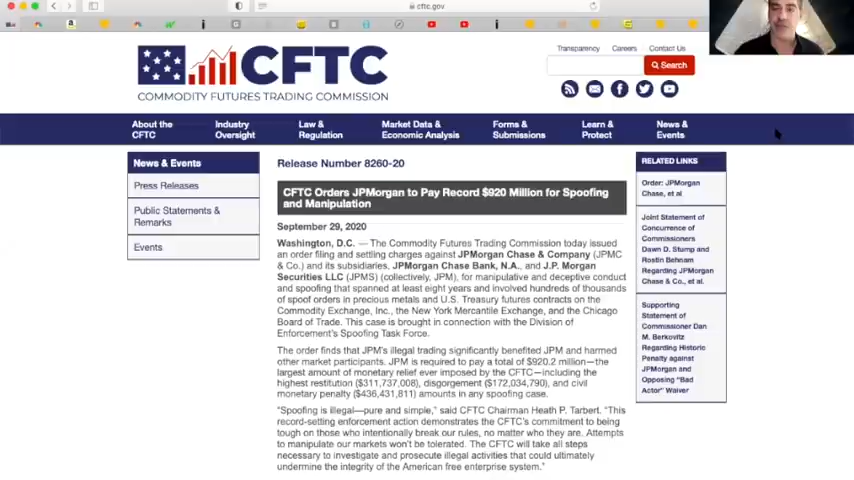 cftc.gov
CFTC
COMMODITY FUTURES TRADING COMMISSION
Transparency Careers Contact Us
Search
About the
CFTC
Industry
Oversight
Law &
Regulation
Market Data &
Economic Analysis
Forms &
Submissions
Learn &
Protect
News &
Events
News & Events
Press Releases
Public Statements &
Remarks
Events
Release Number 8260-20
CFTC Orders JPMorgan to Pay Record $920 Million for Spoofing
and Manipulation
September 29, 2020
Washington, D.C. — The Commodity Futures Trading Commission today issued
an order filing and settling charges against JPMorgan Chase & Company (JPMC
& Co.) and its subsidiaries, JPMorgan Chase Bank, N.A., and J.P. Morgan
Securities LLC (JPMS) (collectively, JPM), for manipulative and deceptive conduct
and spoofing that spanned at least eight years and involved hundreds of thousands
of spoof orders in precious metals and U.S. Treasury futures contracts on the
Commodity Exchange, Inc., the New York Mercantile Exchange, and the Chicago
Board of Trade. This case is brought in connection with the Division of
Enforcement's Spoofing Task Force.
The order finds that JPM's illegal trading significantly benefited JPM and harmed
other market participants. JPM is required to pay a total of $920.2 million—the
largest amount of monetary relief ever imposed by the CFTC—including the
highest restitution ($311,737,008), disgorgement ($172,034,790), and civil
monetary penalty ($436,431,811) amounts in any spoofing case.
"Spoofing is illegal—pure and simple," said CFTC Chairman Heath P. Tarbert. "This
record-setting enforcement action demonstrates the CFTC's commitment to being
tough on those who intentionally break our rules, no matter who they are. Attempts
to manipulate our markets won't be tolerated. The CFTC will take all steps
necessary to investigate and prosecute illegal activities that could ultimately
undermine the integrity of the American free enterprise system."
RELATED LINKS
Order: JPMorgan
Chase, et al
Joint Statement of
Concurrence of
Commissioners
Dawn D. Stump and
Rostin Behnam
Regarding JPMorgan
Chase & Co., et al.
Supporting
Statement of
Commissioner Dan
M. Berkovitz
Regarding Historic
Penalty against
JPMorgan and
Opposing "Bad
Actor" Waiver